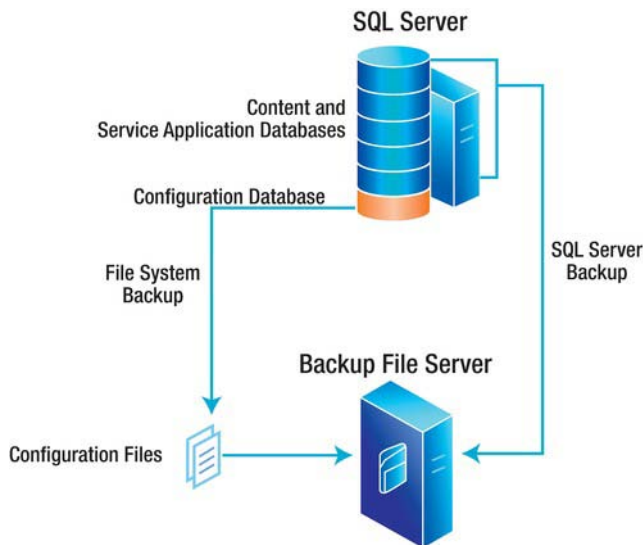 SQL Server
Content and
Service Application Databases
Configuration Database
File System
Backup
SQL Server
Backup
Backup File Server
Configuration Files